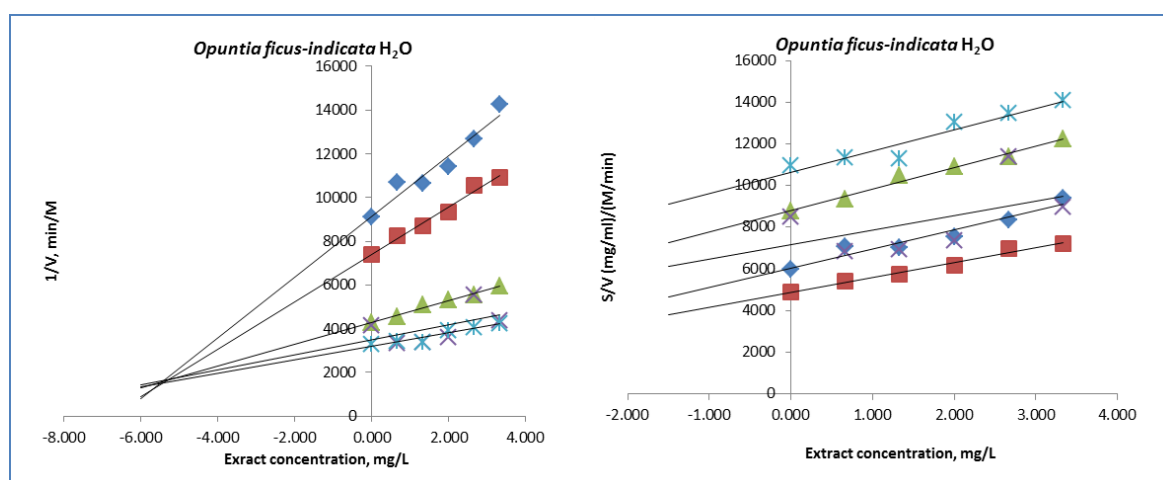 Opuntia ficus-indicata H₂O
16000
14000
12000
10000
8000
6000
4000
2000
0
1/V, min/M
-8.000 -6.000 -4.000 -2.000 0.000 2.000 4.000
Extract concentration, mg/L
Opuntia ficus-indicata H₂O
16000
14000
12000
10000
8000
6000
4000
2000
0
S/V (mg/ml)/(M/min)
-2.000 -1.000 0.000 1.000 2.000 3.000 4.000
Extract concentration, mg/L